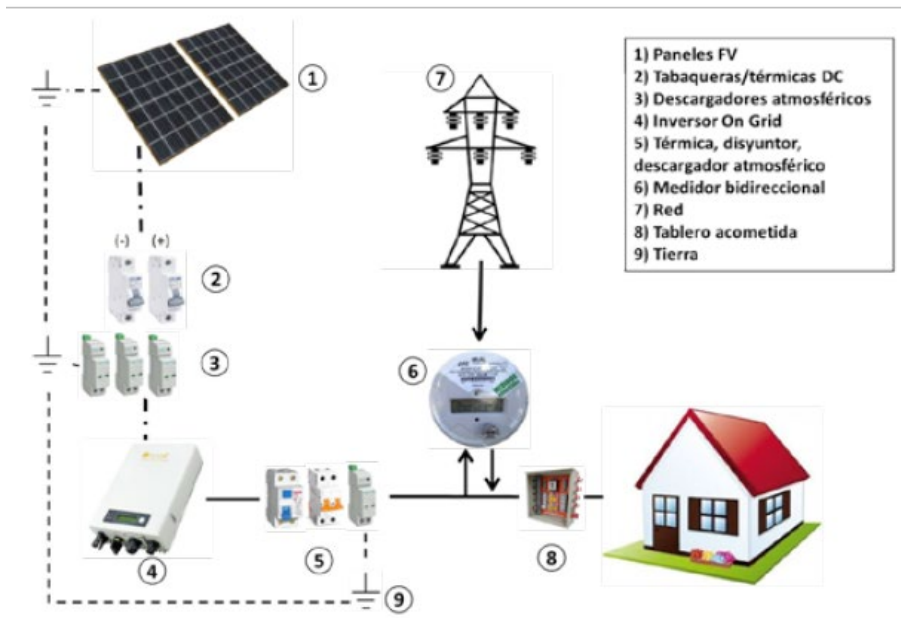 1
7
1) Paneles FV
2) Tabaqueras/térmicas DC
3) Descargadores atmosféricos
4) Inversor On Grid
5) Térmica, disyuntor,
descargador atmosférico
6) Medidor bidireccional
7) Red
8) Tablero acometida
9) Tierra
(-) (+)
2
3
6
4
5
8
9